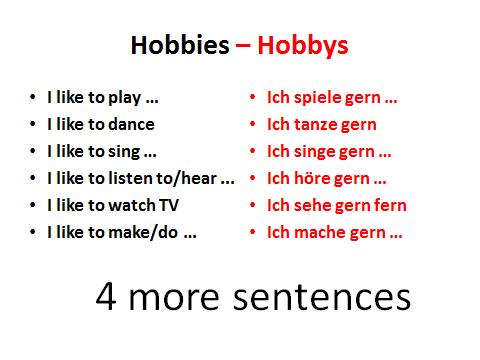 Hobbies – Hobbys
• I like to play ... • Ich spiele gern ...
• I like to dance • Ich tanze gern
• I like to sing ... • Ich singe gern ...
• I like to listen to/hear ... • Ich höre gern ...
• I like to watch TV • Ich sehe gern fern
• I like to make/do ... • Ich mache gern ...
4 more sentences